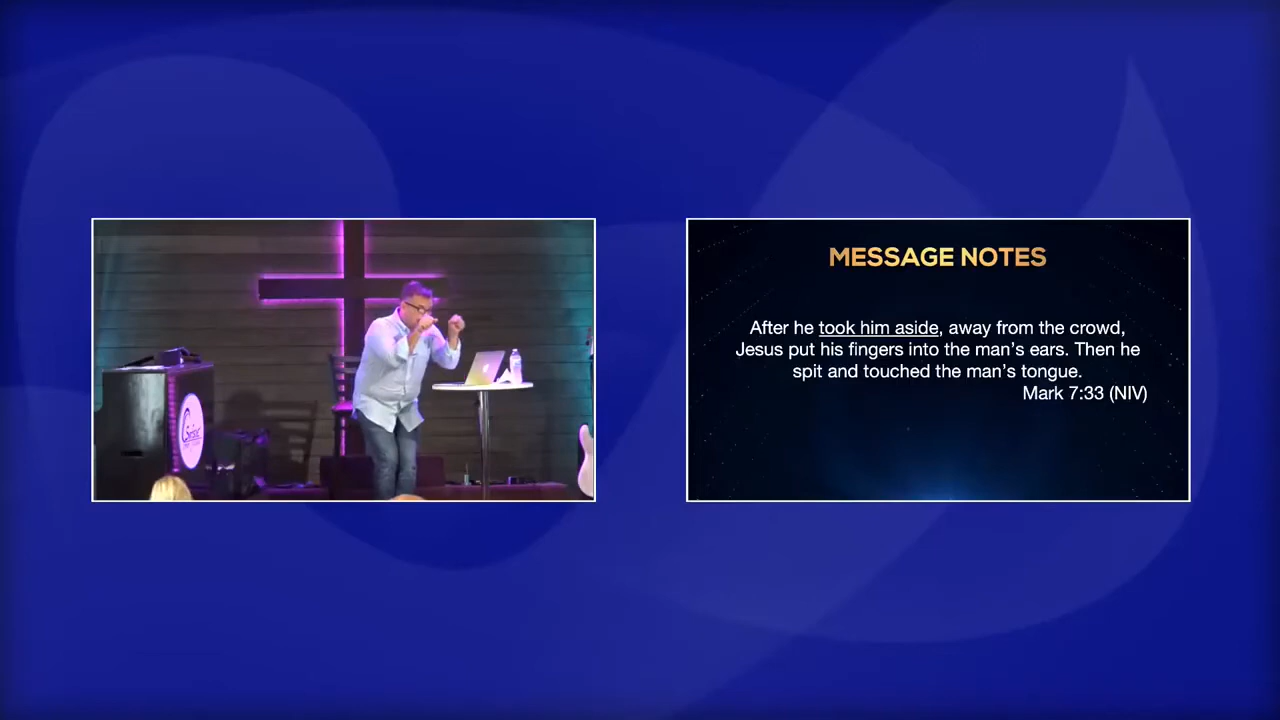 MESSAGE NOTES
After he took him aside, away from the crowd,
Jesus put his fingers into the man’s ears. Then he
spit and touched the man’s tongue.
Mark 7:33 (NIV)